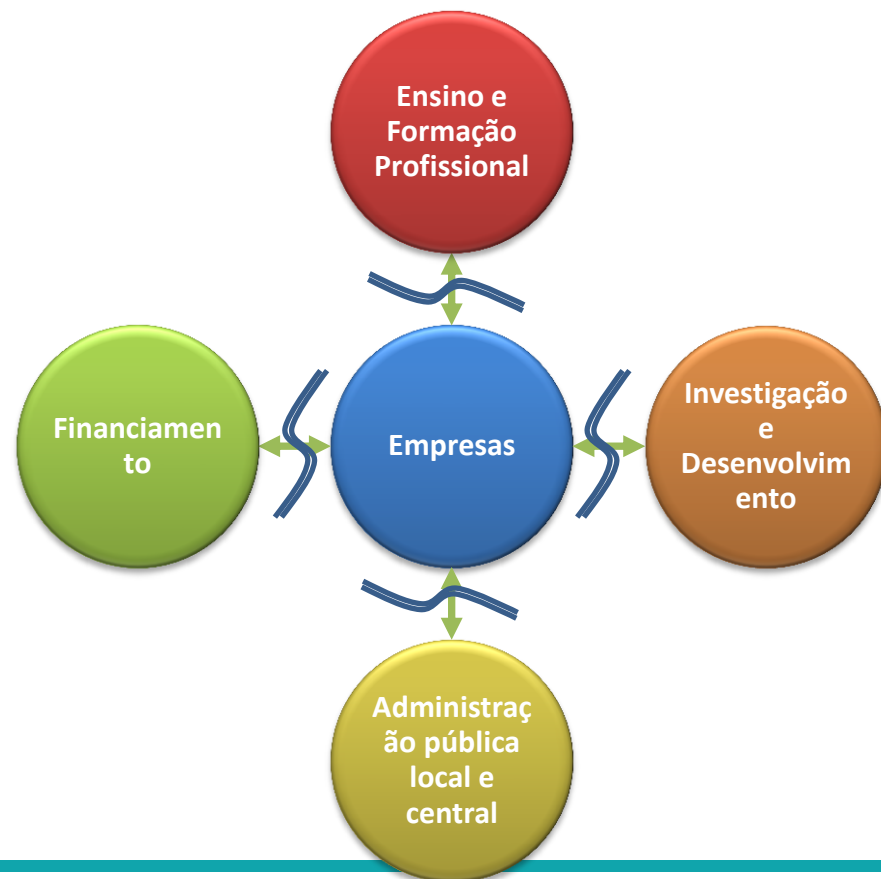 Ensino e
Formação
Profissional
Financiamen
to
Empresas
Investigação
e
Desenvolvim
ento
Administraç
ão pública
local e
central